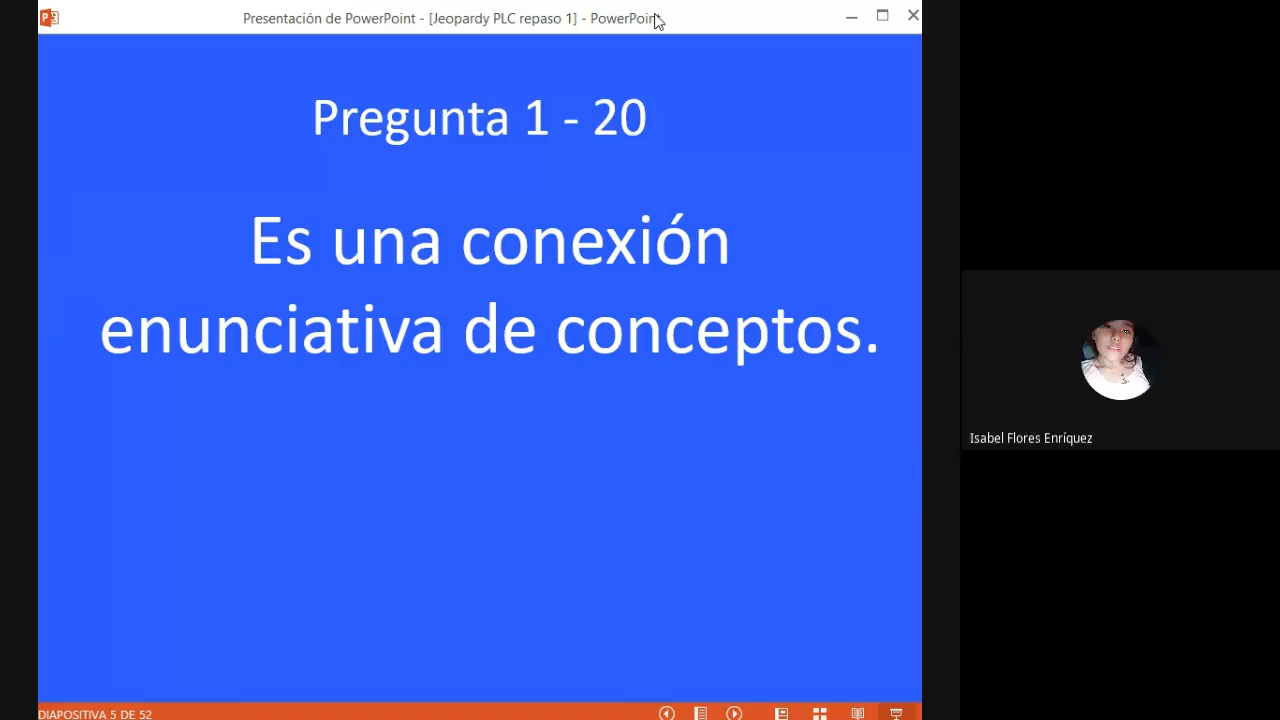 Presentación de PowerPoint - [Jeopardy PLC repaso 1] - PowerPoint
Pregunta 1 - 20
Es una conexión
enunciativa de conceptos.
Isabel Flores Enríquez
DIAPOSITIVA 5 DE 52